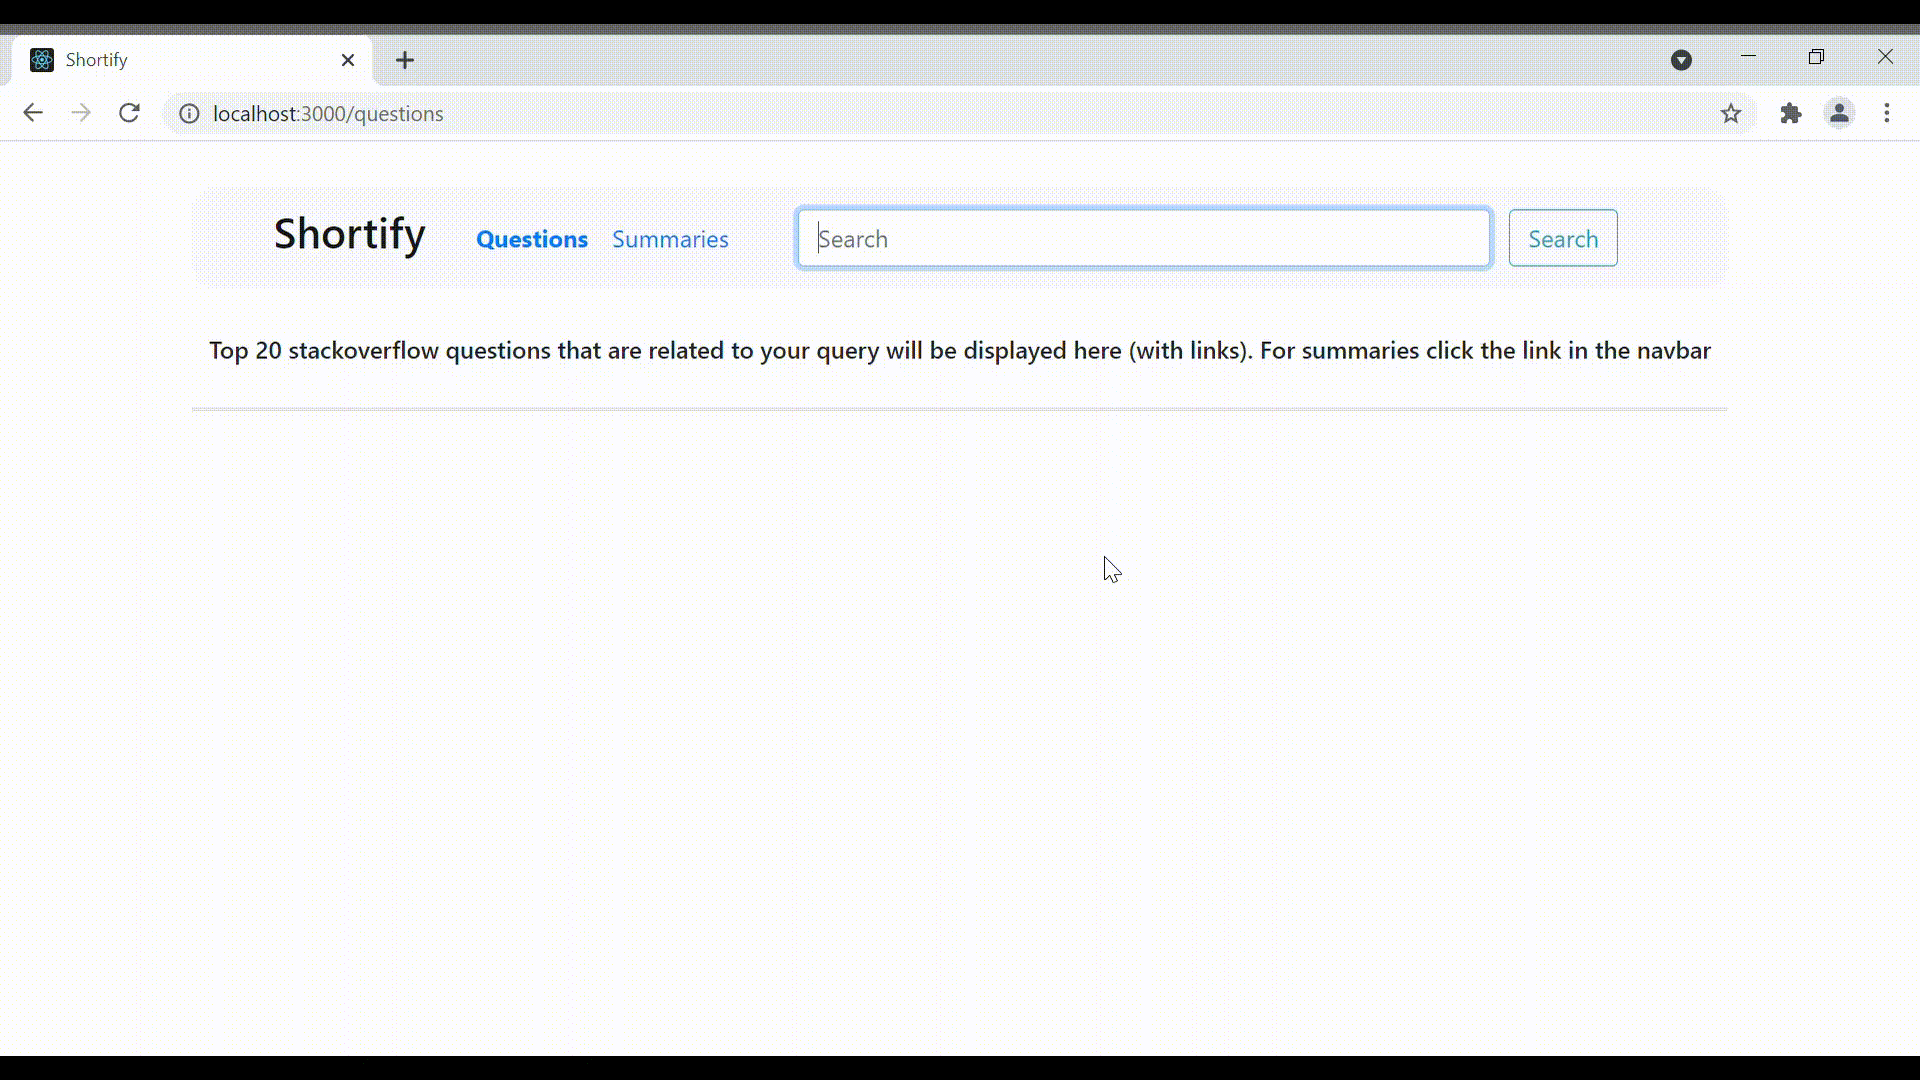 Shortify
localhost:3000/questions
Shortify Questions Summaries Search Search
Top 20 stackoverflow questions that are related to your query will be displayed here (with links). For summaries click the link in the navbar